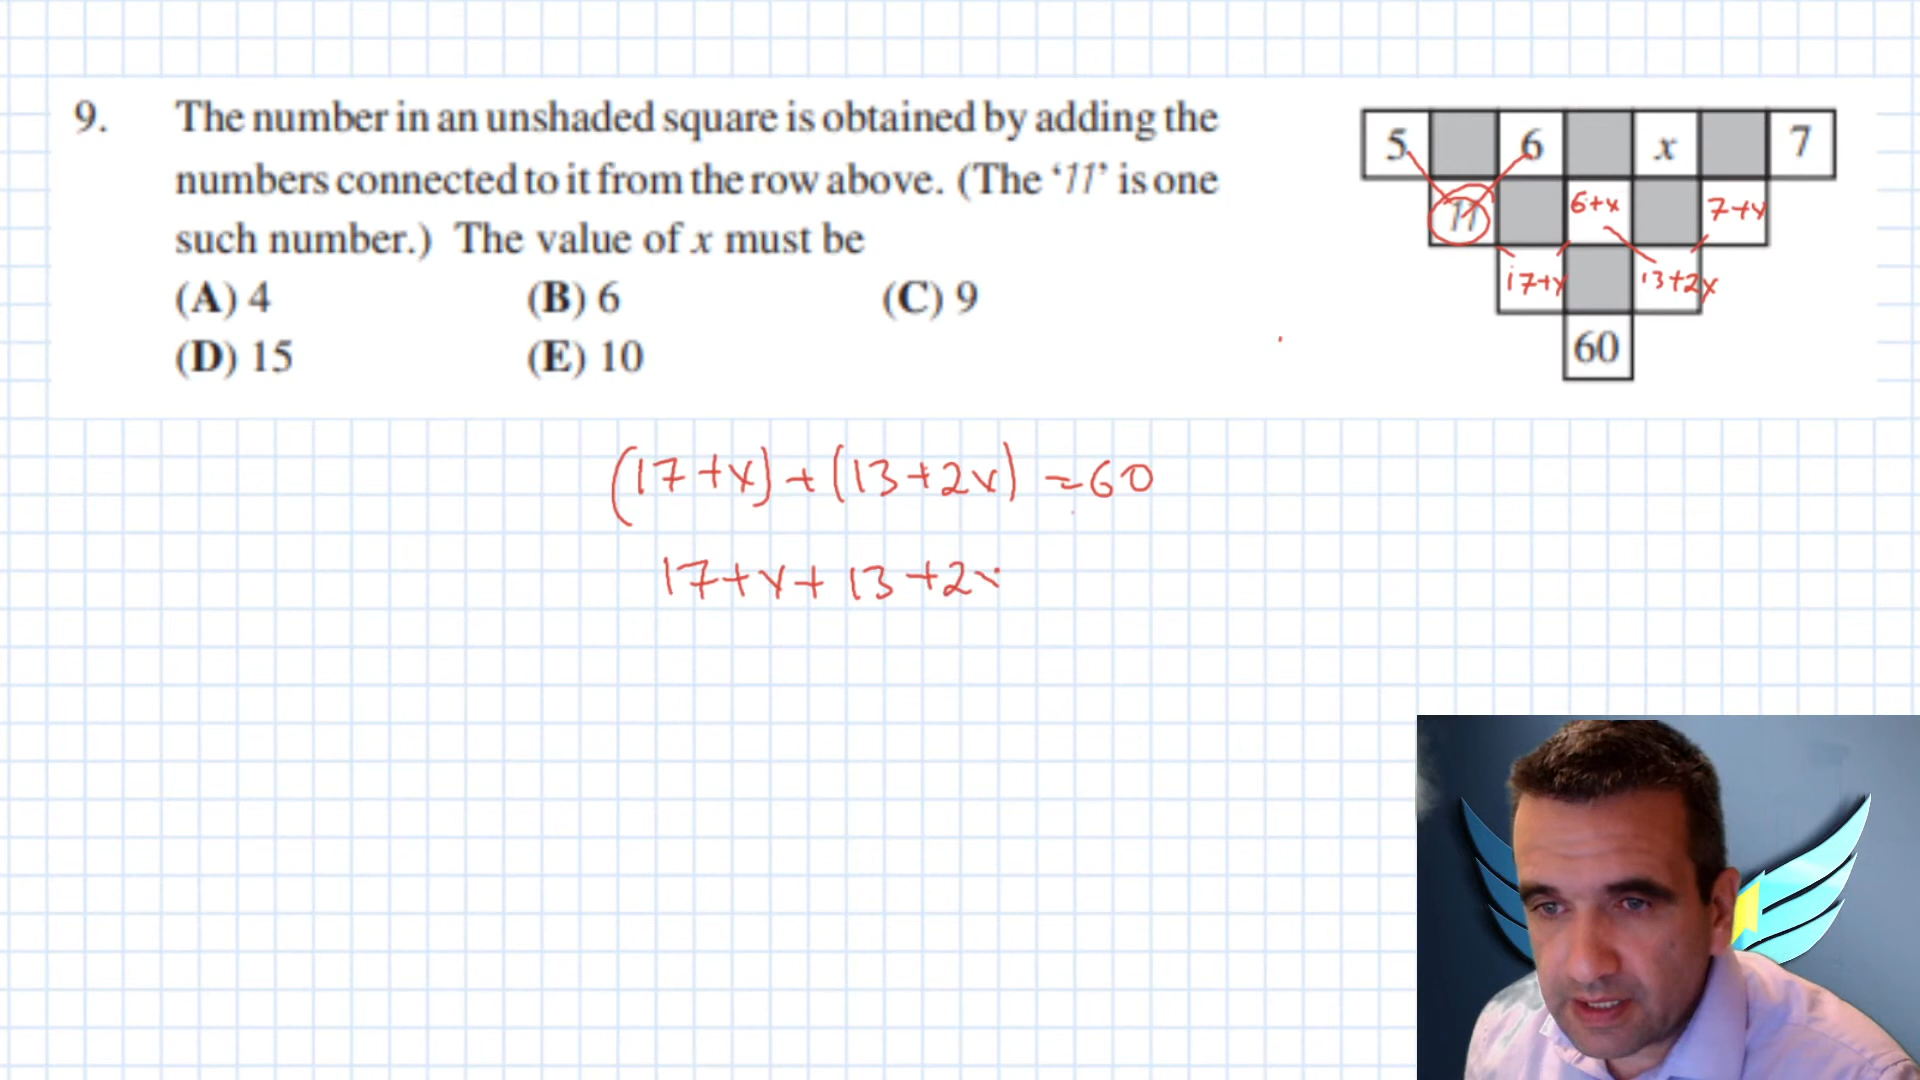 9. The number in an unshaded square is obtained by adding the
numbers connected to it from the row above. (The ‘11’ is one
such number.) The value of x must be
(A) 4 (B) 6 (C) 9
(D) 15 (E) 10
5 6 x 7
11 6+x 7+x
17+x 13+2x
60
(17+x)+(13+2x) =60
17+x+13+2x